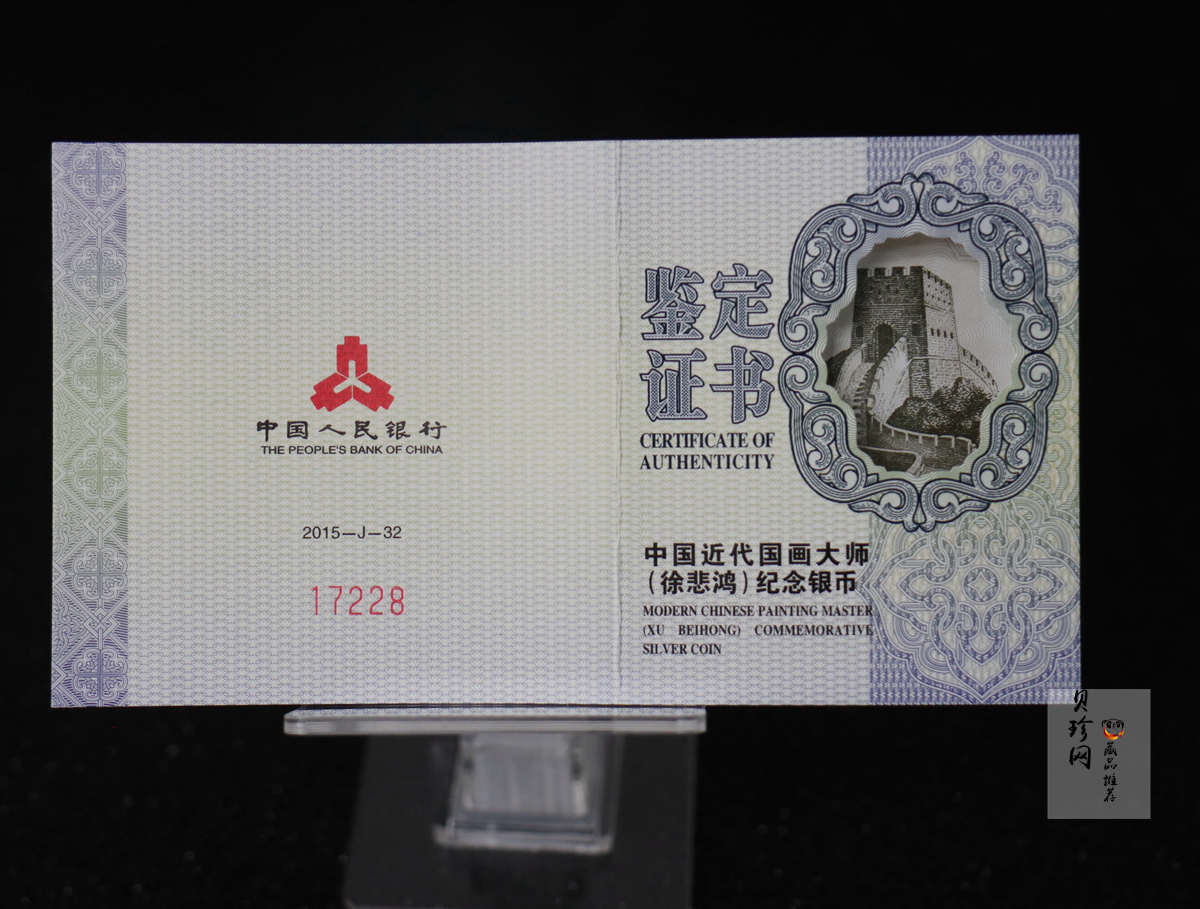 中国人民银行
THE PEOPLE'S BANK OF CHINA
2015—J—32
17228
鉴定
证书
CERTIFICATE OF
AUTHENTICITY
中国近代国画大师
（徐悲鸿）纪念银币
MODERN CHINESE PAINTING MASTER
(XU BEIHONG) COMMEMORATIVE
SILVER COIN
贝珍网
藏品推荐